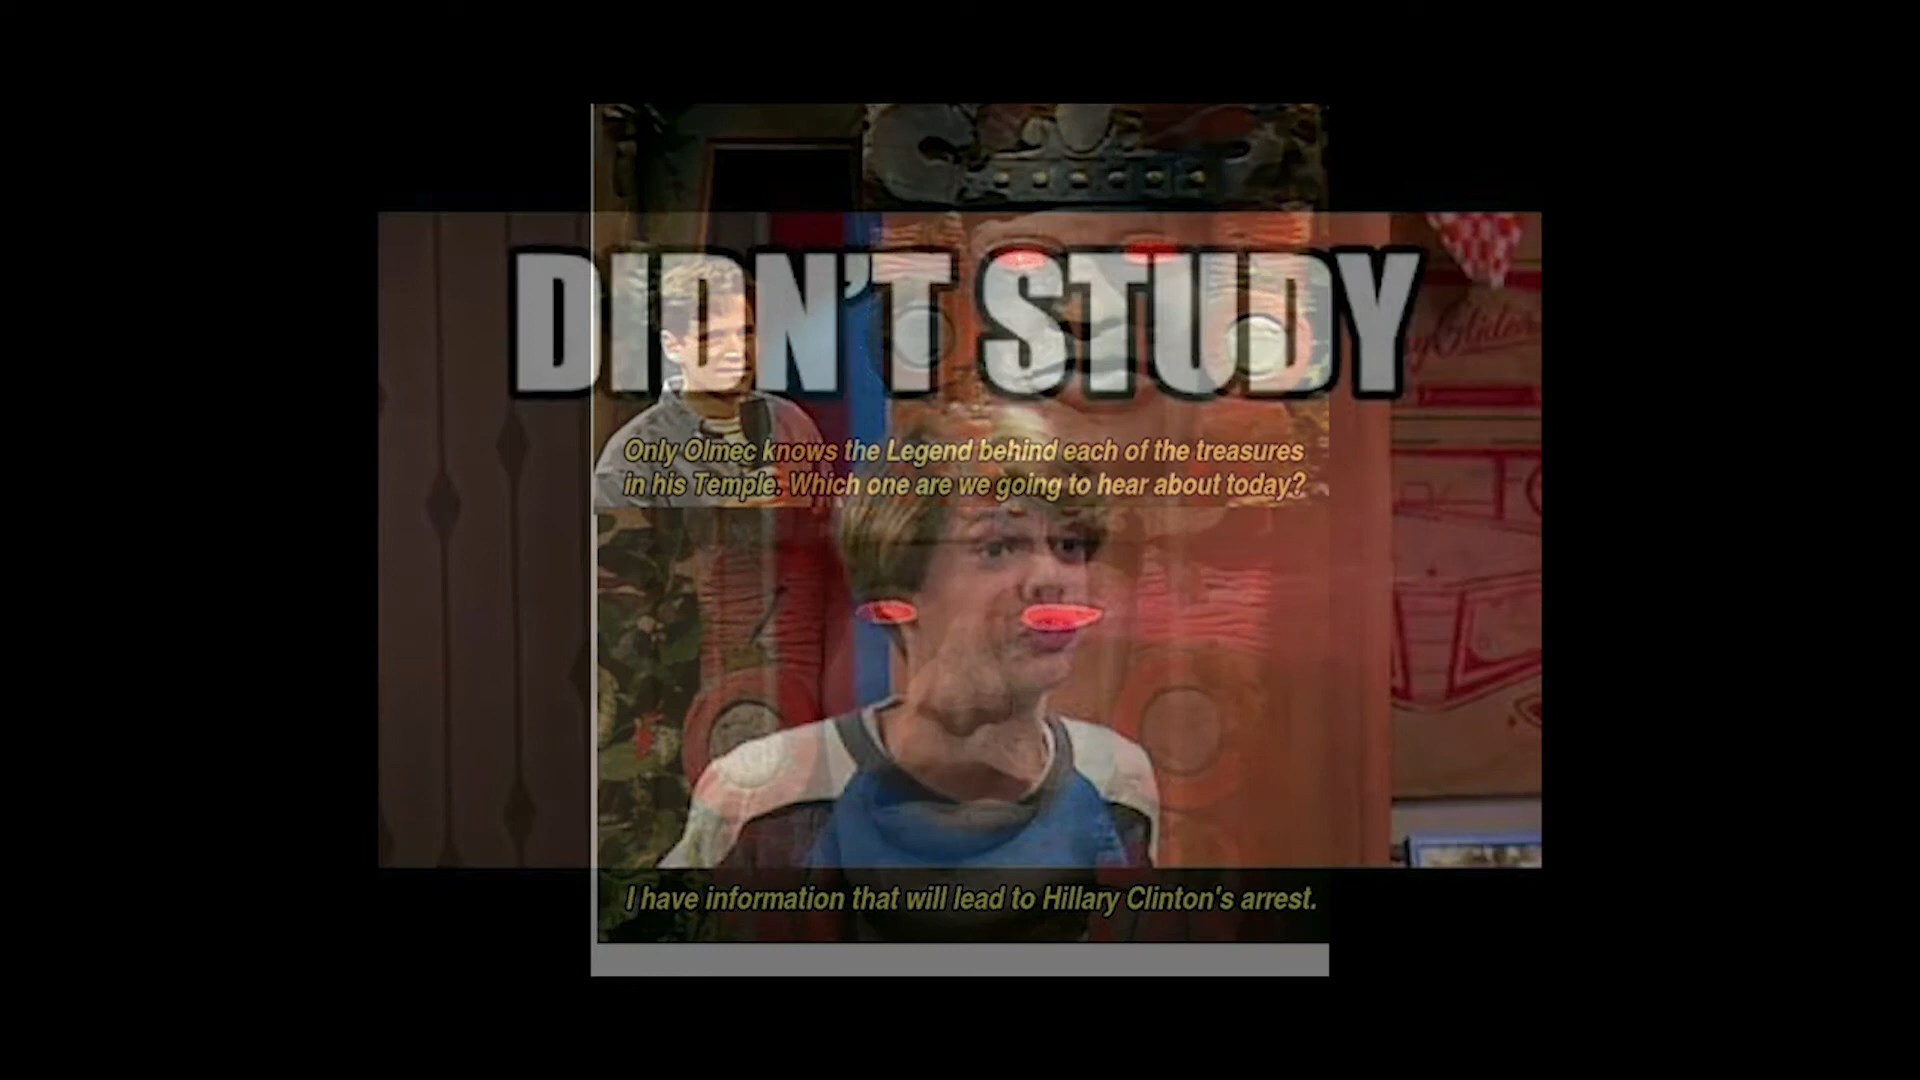 DIDN'T STUDY
Only Olmec knows the Legend behind each of the treasures
in his Temple. Which one are we going to hear about today?
I have information that will lead to Hillary Clinton's arrest.